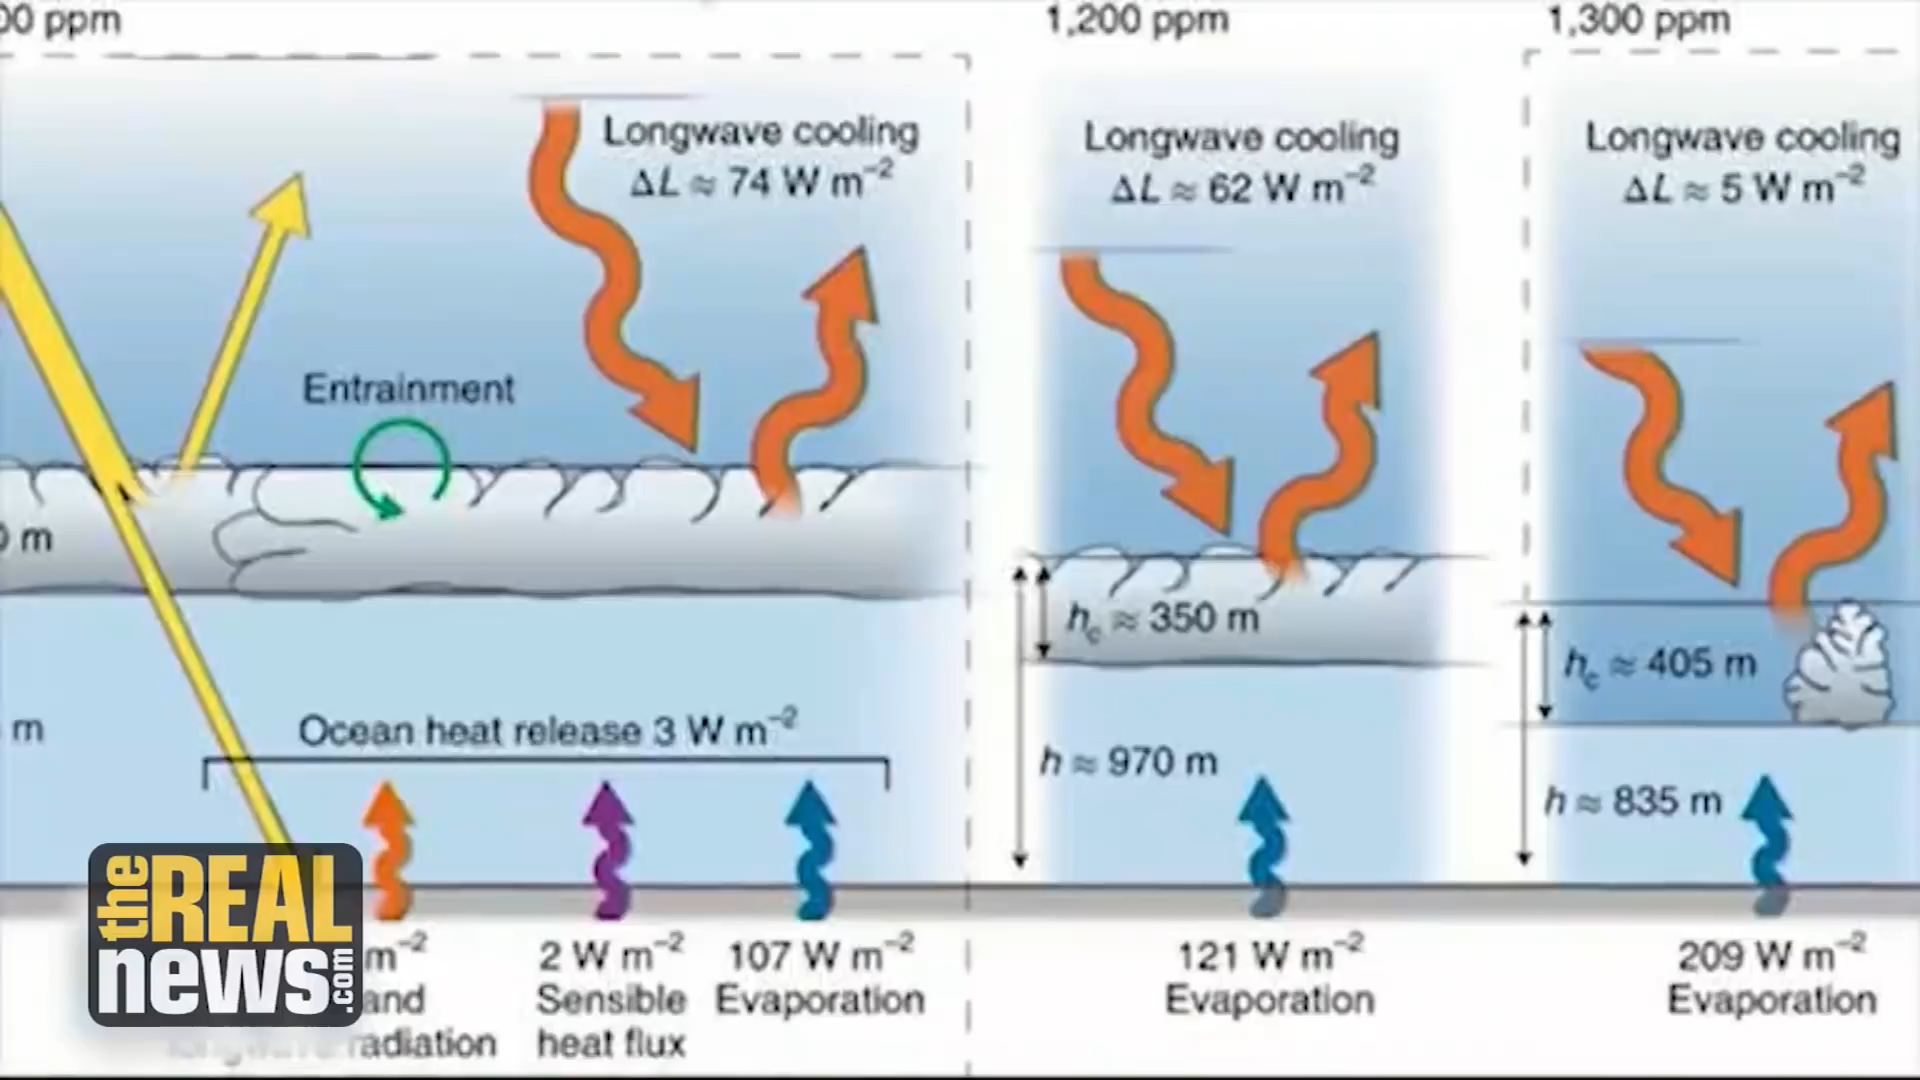 00 ppm
Longwave cooling
ΔL ≈ 74 W m⁻²
Entrainment
m
m
Ocean heat release 3 W m⁻²
m⁻²
and
radiation
2 W m⁻²
Sensible
heat flux
107 W m⁻²
Evaporation
1,200 ppm
Longwave cooling
ΔL ≈ 62 W m⁻²
h_c ≈ 350 m
h ≈ 970 m
121 W m⁻²
Evaporation
1,300 ppm
Longwave cooling
ΔL ≈ 5 W m⁻²
h_c ≈ 405 m
h ≈ 835 m
209 W m⁻²
Evaporation
the REAL
news.com